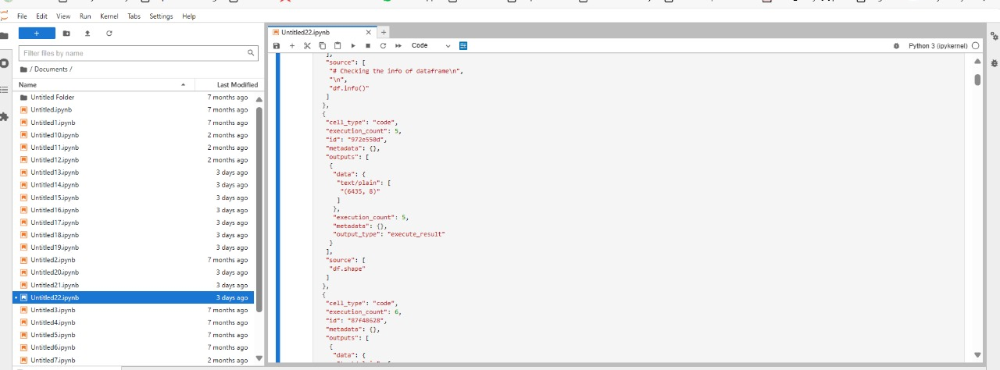 File Edit View Run Kernel Tabs Settings Help
+
Filter files by name
/ Documents /
Name Last Modified
Untitled Folder 7 months ago
Untitled.ipynb 7 months ago
Untitled1.ipynb 7 months ago
Untitled10.ipynb 2 months ago
Untitled11.ipynb 2 months ago
Untitled12.ipynb 2 months ago
Untitled13.ipynb 3 days ago
Untitled14.ipynb 3 days ago
Untitled15.ipynb 3 days ago
Untitled16.ipynb 3 days ago
Untitled17.ipynb 3 days ago
Untitled18.ipynb 3 days ago
Untitled19.ipynb 3 days ago
Untitled2.ipynb 7 months ago
Untitled20.ipynb 3 days ago
Untitled21.ipynb 3 days ago
Untitled22.ipynb 3 days ago
Untitled3.ipynb 7 months ago
Untitled4.ipynb 7 months ago
Untitled5.ipynb 7 months ago
Untitled6.ipynb 7 months ago
Untitled7.ipynb 2 months ago
Untitled22.ipynb
Code
Python 3 (ipykernel)
],
"source": [
"# Checking the info of dataframe\n",
"\n",
"df.info()"
]
},
{
"cell_type": "code",
"execution_count": 5,
"id": "972e550d",
"metadata": {},
"outputs": [
{
"data": {
"text/plain": [
"(6435, 8)"
]
},
"execution_count": 5,
"metadata": {},
"output_type": "execute_result"
}
],
"source": [
"df.shape"
]
},
{
"cell_type": "code",
"execution_count": 6,
"id": "87f48628",
"metadata": {},
"outputs": [
{
"data": {